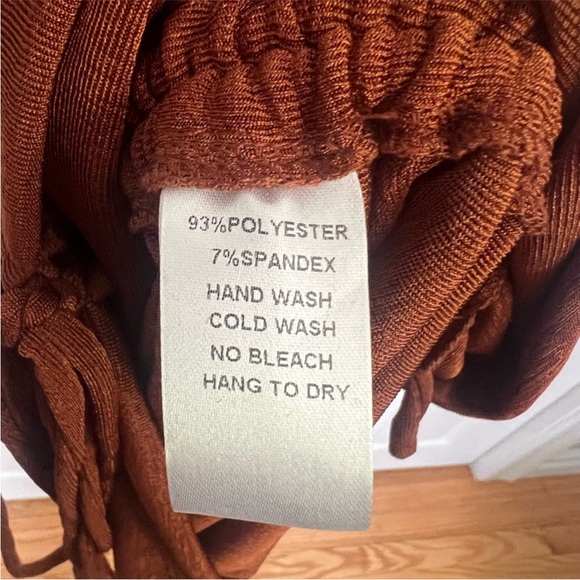 93%POLYESTER
7%SPANDEX
HAND WASH
COLD WASH
NO BLEACH
HANG TO DRY